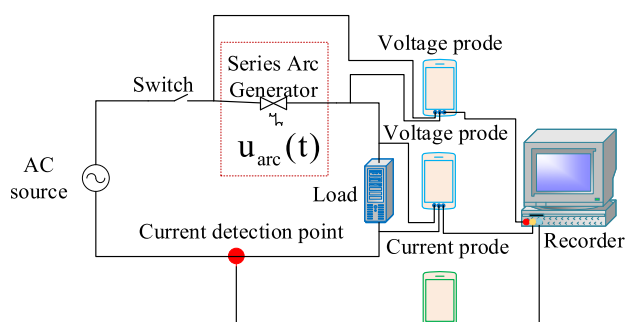 Voltage prode
Series Arc
Generator
Switch
u_arc(t)
Voltage prode
AC
source
Load
Current detection point
Current prode
Recorder